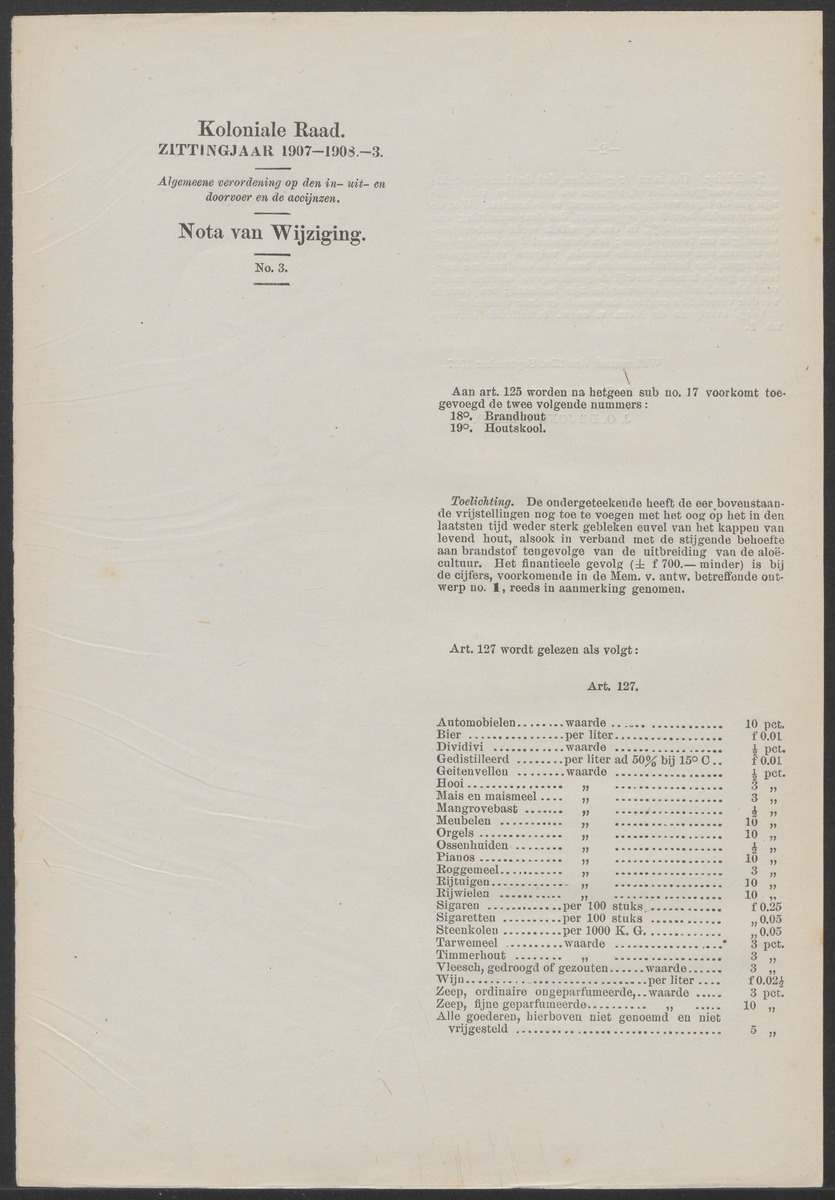 Koloniale Raad.
ZITTINGJAAR 1907—1908.—3.
Algemeene verordening op den in- uit- en
doorvoer en de accijnzen.
Nota van Wijziging.
No. 3.
Aan art. 125 worden na hetgeen sub no. 17 voorkomt toe-
gevoegd de twee volgende nummers:
18o. Brandhout
19o. Houtskool.
Toelichting. De ondergeteekende heeft de eer bovenstaan-
de vrijstellingen nog toe te voegen met het oog op het in den
laatsten tijd weder sterk gebleken euvel van het kappen van
levend hout, alsook in verband met de stijgende behoefte
aan brandstof tengevolge van de uitbreiding van de aloë-
cultuur. Het finantieele gevolg (± f 700.— minder) is bij
de cijfers, voorkomende in de Mem. v. antw. betreffende ont-
werp no. 1, reeds in aanmerking genomen.
Art. 127 wordt gelezen als volgt:
Art. 127.
Automobielen........waarde .................. 10 pct.
Bier ................per liter.................. f 0.01
Dividivi ............waarde .................. ½ pct.
Gedistilleerd ........per liter ad 50% bij 15o C.. f 0.01
Geitenvellen ........waarde .................. ½ pct.
Hooi................ „ .................. 3 „
Mais en maismeel .... „ .................. 3 „
Mangrovebast ....... „ .................. ½ „
Meubelen ........... „ .................. 10 „
Orgels .............. „ .................. 10 „
Ossenhuiden ........ „ .................. ½ „
Pianos .............. „ .................. 10 „
Roggemeel........... „ .................. 3 „
Rijtuigen............. „ .................. 10 „
Rijwielen ........... „ .................. 10 „
Sigaren .............per 100 stuks ............. f 0.25
Sigaretten ..........per 100 stuks ............ „ 0.05
Steenkolen ..........per 1000 K. G. ............ „ 0.05
Tarwemeel ..........waarde .................. 3 pct.
Timmerhout ........ „ .................. 3 „
Vleesch, gedroogd of gezouten......waarde...... 3 „
Wijn...............................per liter .... f 0.02½
Zeep, ordinaire ongeparfumeerde,..waarde ..... 3 pct.
Zeep, fijne geparfumeerde.......... „ ..... 10 „
Alle goederen, hierboven niet genoemd en niet
vrijgesteld ................................... 5 „